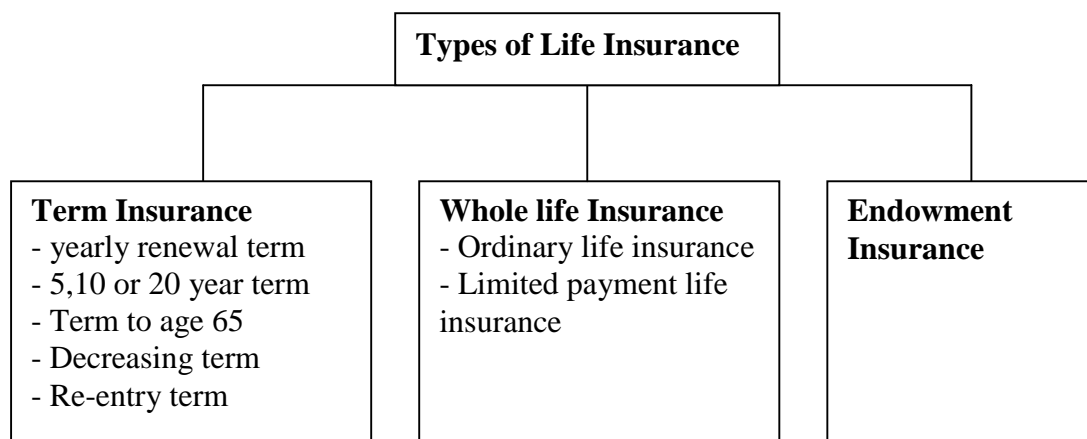 Types of Life Insurance
Term Insurance
- yearly renewal term
- 5,10 or 20 year term
- Term to age 65
- Decreasing term
- Re-entry term
Whole life Insurance
- Ordinary life insurance
- Limited payment life
insurance
Endowment
Insurance